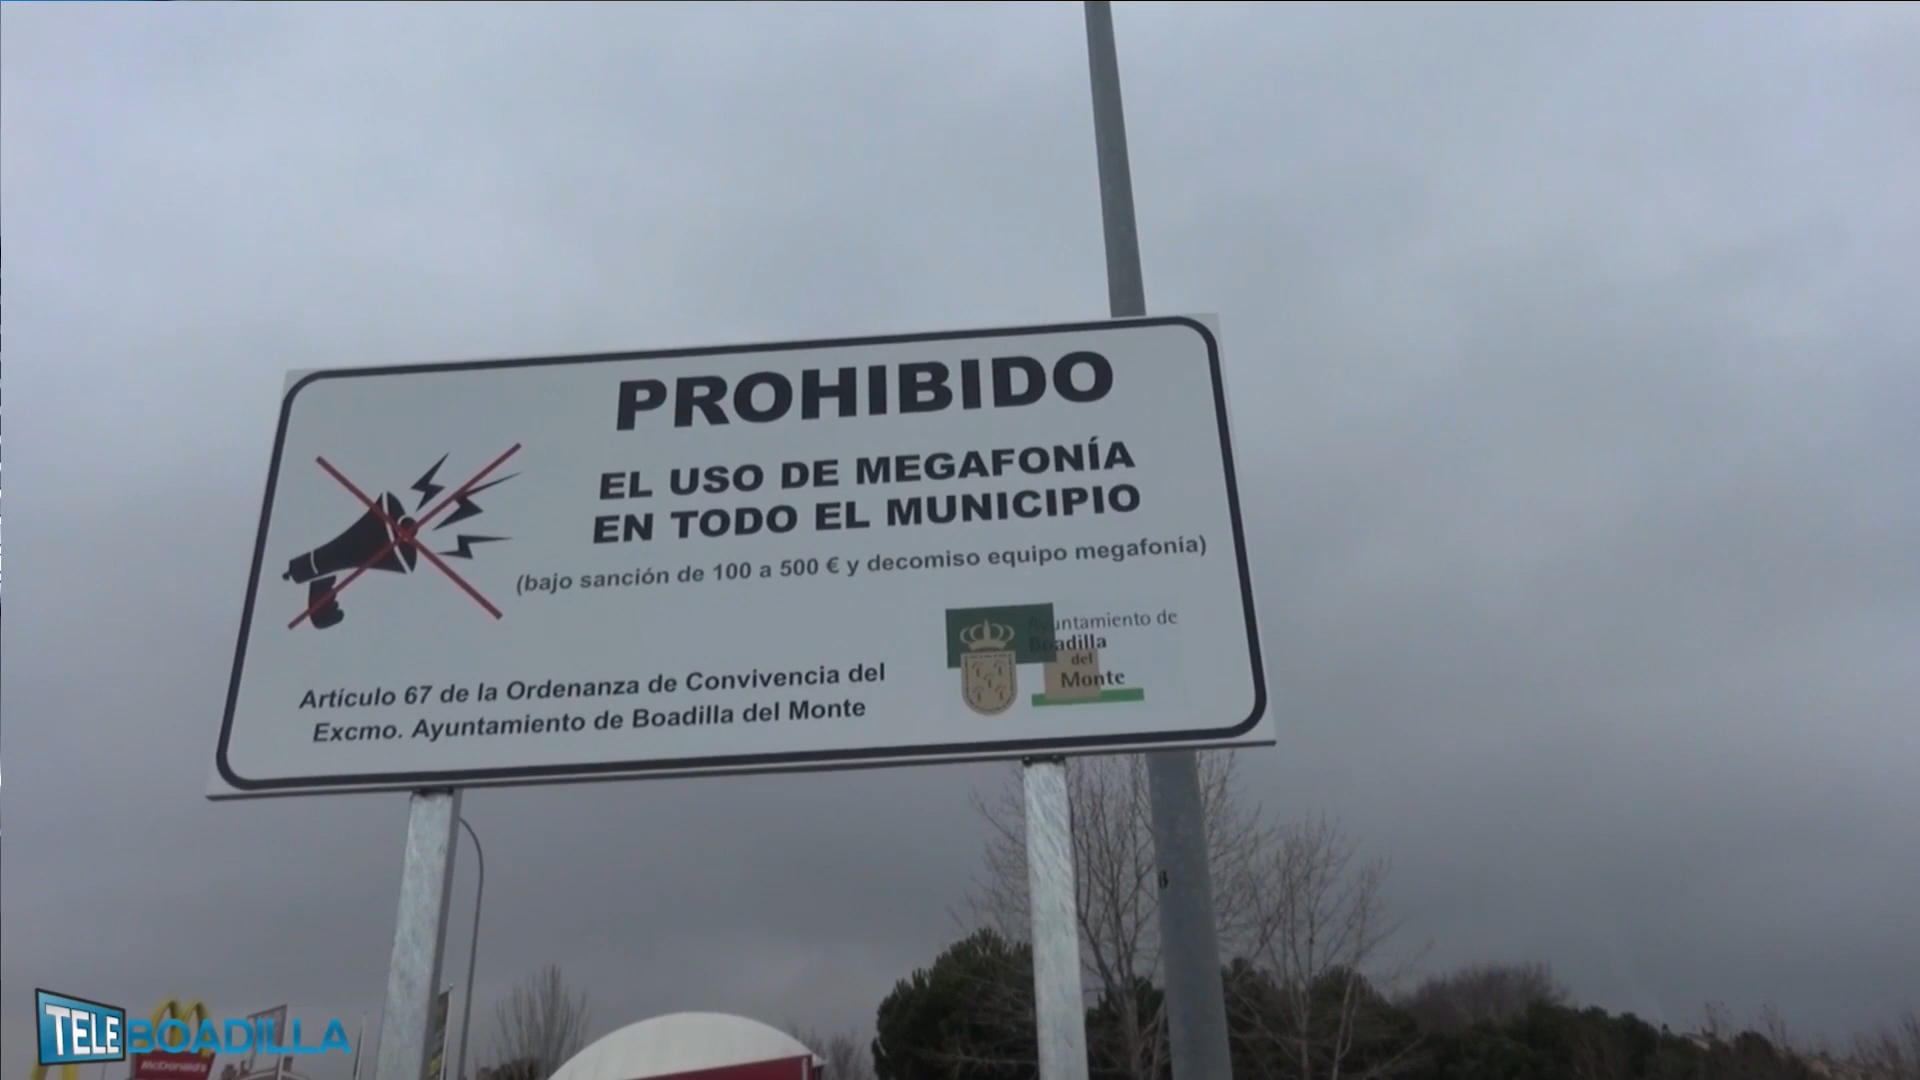 PROHIBIDO
EL USO DE MEGAFONÍA
EN TODO EL MUNICIPIO
(bajo sanción de 100 a 500 € y decomiso equipo megafonía)
Artículo 67 de la Ordenanza de Convivencia del
Excmo. Ayuntamiento de Boadilla del Monte
Ayuntamiento de
Boadilla
del
Monte
TELEBOADILLA
McDonald's